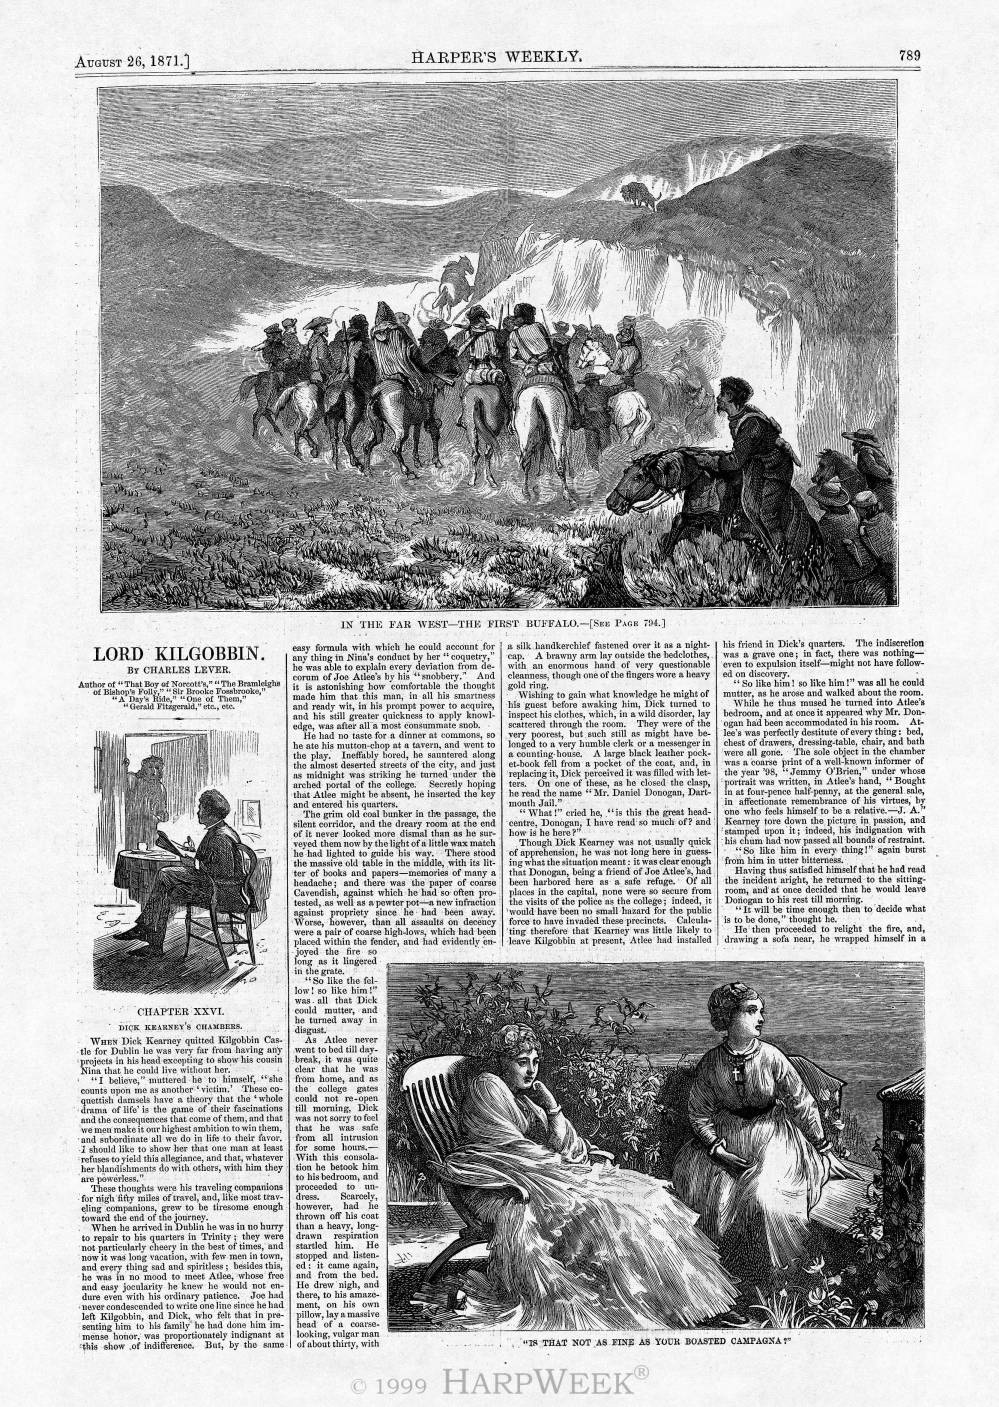 AUGUST 26, 1871.]
HARPER'S WEEKLY.
789
IN THE FAR WEST—THE FIRST BUFFALO.—[SEE PAGE 794.]
LORD KILGOBBIN.
BY CHARLES LEVER.
Author of "That Boy of Norcott's," "The Bramleighs
of Bishop's Folly," "Sir Brooke Fossbrooke,"
"A Day's Ride," "One of Them,"
"Gerald Fitzgerald," etc., etc.
CHAPTER XXVI.
DICK KEARNEY'S CHAMBERS.
WHEN Dick Kearney quitted Kilgobbin Cas-
tle for Dublin he was very far from having any
projects in his head excepting to show his cousin
Nina that he could live without her.
"I believe," muttered he to himself, "she
counts upon me as another 'victim.' These co-
quettish damsels have a theory that the 'whole
drama of life' is the game of their fascinations
and the consequences that come of them, and that
we men make it our highest ambition to win them,
and subordinate all we do in life to their favor.
I should like to show her that one man at least
refuses to yield this allegiance, and that, whatever
her blandishments do with others, with him they
are powerless."
These thoughts were his traveling companions
for nigh fifty miles of travel, and, like most trav-
eling companions, grew to be tiresome enough
toward the end of the journey.
When he arrived in Dublin he was in no hurry
to repair to his quarters in Trinity; they were
not particularly cheery in the best of times, and
now it was long vacation, with few men in town,
and every thing sad and spiritless; besides this,
he was in no mood to meet Atlee, whose free
and easy jocularity he knew he would not en-
dure even with his ordinary patience. Joe had
never condescended to write one line since he had
left Kilgobbin, and Dick, who felt that in pre-
senting him to his family he had done him im-
mense honor, was proportionately indignant at
this show of indifference. But, by the same
easy formula with which he could account for
any thing in Nina's conduct by her "coquetry,"
he was able to explain every deviation from de-
corum of Joe Atlee's by his "snobbery." And
it is astonishing how comfortable the thought
made him that this man, in all his smartness
and ready wit, in his prompt power to acquire,
and his still greater quickness to apply knowl-
edge, was after all a most consummate snob.
He had no taste for a dinner at commons, so
he ate his mutton-chop at a tavern, and went to
the play. Ineffably bored, he sauntered along
the almost deserted streets of the city, and just
as midnight was striking he turned under the
arched portal of the college. Secretly hoping
that Atlee might be absent, he inserted the key
and entered his quarters.
The grim old coal bunker in the passage, the
silent corridor, and the dreary room at the end
of it never looked more dismal than as he sur-
veyed them now by the light of a little wax match
he had lighted to guide his way. There stood
the massive old table in the middle, with its lit-
ter of books and papers—memories of many a
headache; and there was the paper of coarse
Cavendish, against which he had so often pro-
tested, as well as a pewter pot—a new infraction
against propriety since he had been away.
Worse, however, than all assaults on decency
were a pair of coarse high-lows, which had been
placed within the fender, and had evidently en-
joyed the fire so
long as it lingered
in the grate.
"So like the fel-
low! so like him!"
was all that Dick
could mutter, and
he turned away in
disgust.
As Atlee never
went to bed till day-
break, it was quite
clear that he was
from home, and as
the college gates
could not re-open
till morning, Dick
was not sorry to feel
that he was safe
from all intrusion
for some hours.—
With this consola-
tion he betook him
to his bedroom, and
proceeded to un-
dress. Scarcely,
however, had he
thrown off his coat
than a heavy, long-
drawn respiration
startled him. He
stopped and listen-
ed: it came again,
and from the bed.
He drew nigh, and
there, to his amaze-
ment, on his own
pillow, lay a massive
head of a coarse-
looking, vulgar man
of about thirty, with
a silk handkerchief fastened over it as a night-
cap. A brawny arm lay outside the bedclothes,
with an enormous hand of very questionable
cleanness, though one of the fingers wore a heavy
gold ring.
Wishing to gain what knowledge he might of
his guest before awaking him, Dick turned to
inspect his clothes, which, in a wild disorder, lay
scattered through the room. They were of the
very poorest, but such still as might have be-
longed to a very humble clerk or a messenger in
a counting-house. A large black leather pock-
et-book fell from a pocket of the coat, and, in
replacing it, Dick perceived it was filled with let-
ters. On one of these, as he closed the clasp,
he read the name "Mr. Daniel Donogan, Dart-
mouth Jail."
"What!" cried he, "is this the great head-
centre, Donogan, I have read so much of? and
how is he here?"
Though Dick Kearney was not usually quick
of apprehension, he was not long here in guess-
ing what the situation meant: it was clear enough
that Donogan, being a friend of Joe Atlee's, had
been harbored here as a safe refuge. Of all
places in the capital, none were so secure from
the visits of the police as the college; indeed, it
would have been no small hazard for the public
force to have invaded these precincts. Calcula-
ting therefore that Kearney was little likely to
leave Kilgobbin at present, Atlee had installed
his friend in Dick's quarters. The indiscretion
was a grave one; in fact, there was nothing—
even to expulsion itself—might not have follow-
ed on discovery.
"So like him! so like him!" was all he could
mutter, as he arose and walked about the room.
While he thus mused he turned into Atlee's
bedroom, and at once it appeared why Mr. Don-
ogan had been accommodated in his room. At-
lee's was perfectly destitute of every thing: bed,
chest of drawers, dressing-table, chair, and bath
were all gone. The sole object in the chamber
was a coarse print of a well-known informer of
the year '98, "Jemmy O'Brien," under whose
portrait was written, in Atlee's hand, "Bought
in at four-pence half-penny, at the general sale,
in affectionate remembrance of his virtues, by
one who feels himself to be a relative.—J. A."
Kearney tore down the picture in passion, and
stamped upon it; indeed, his indignation with
his chum had now passed all bounds of restraint.
"So like him in every thing!" again burst
from him in utter bitterness.
Having thus satisfied himself that he had read
the incident aright, he returned to the sitting-
room, and at once decided that he would leave
Donogan to his rest till morning.
"It will be time enough then to decide what
is to be done," thought he.
He then proceeded to relight the fire, and,
drawing a sofa near, he wrapped himself in a
"IS THAT NOT AS FINE AS YOUR BOASTED CAMPAGNA?"
© 1999 HARPWEEK®